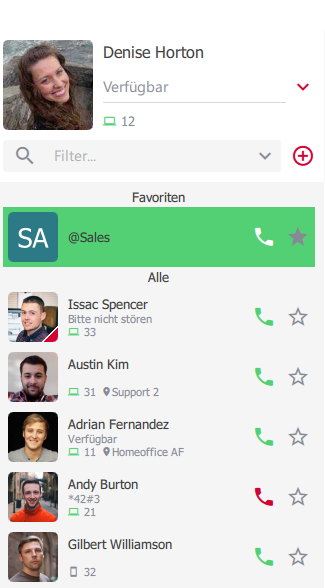 Denise Horton
Verfügbar
12
Filter...
Favoriten
SA
@Sales
Alle
Issac Spencer
Bitte nicht stören
33
Austin Kim
31 Support 2
Adrian Fernandez
Verfügbar
11 Homeoffice AF
Andy Burton
*42#3
21
Gilbert Williamson
32